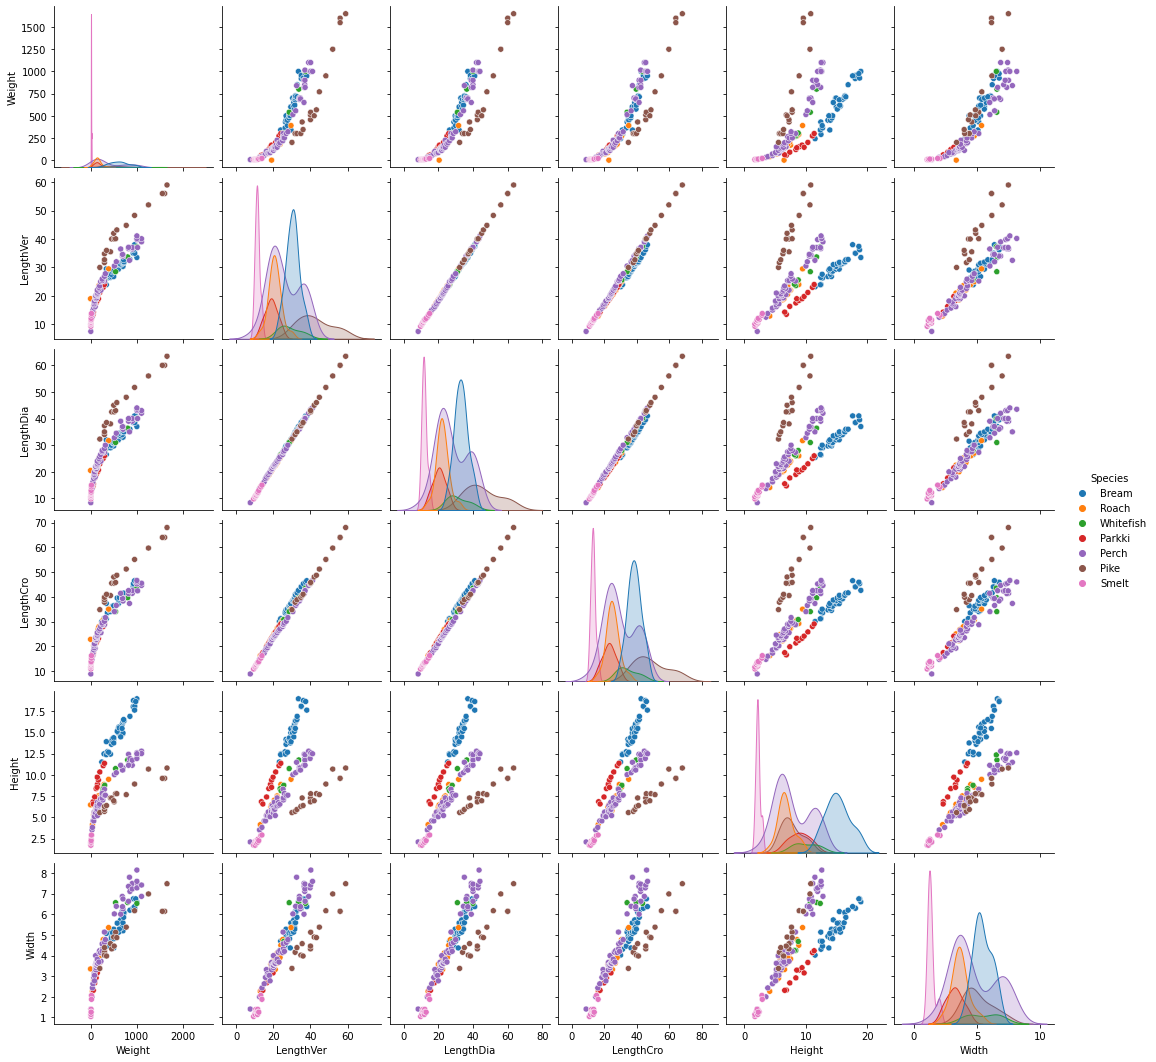 1500
1250
1000
750
500
250
0
Weight
60
50
40
30
20
10
LengthVer
60
50
40
30
20
10
LengthDia
Species
Bream
Roach
Whitefish
Parkki
Perch
Pike
Smelt
70
60
50
40
30
20
10
LengthCro
17.5
15.0
12.5
10.0
7.5
5.0
2.5
Height
8
7
6
5
4
3
2
1
Width
0 1000 2000
0 20 40 60
0 20 40 60 80
0 20 40 60 80
0 10 20
0 5 10
Weight LengthVer LengthDia LengthCro Height Width